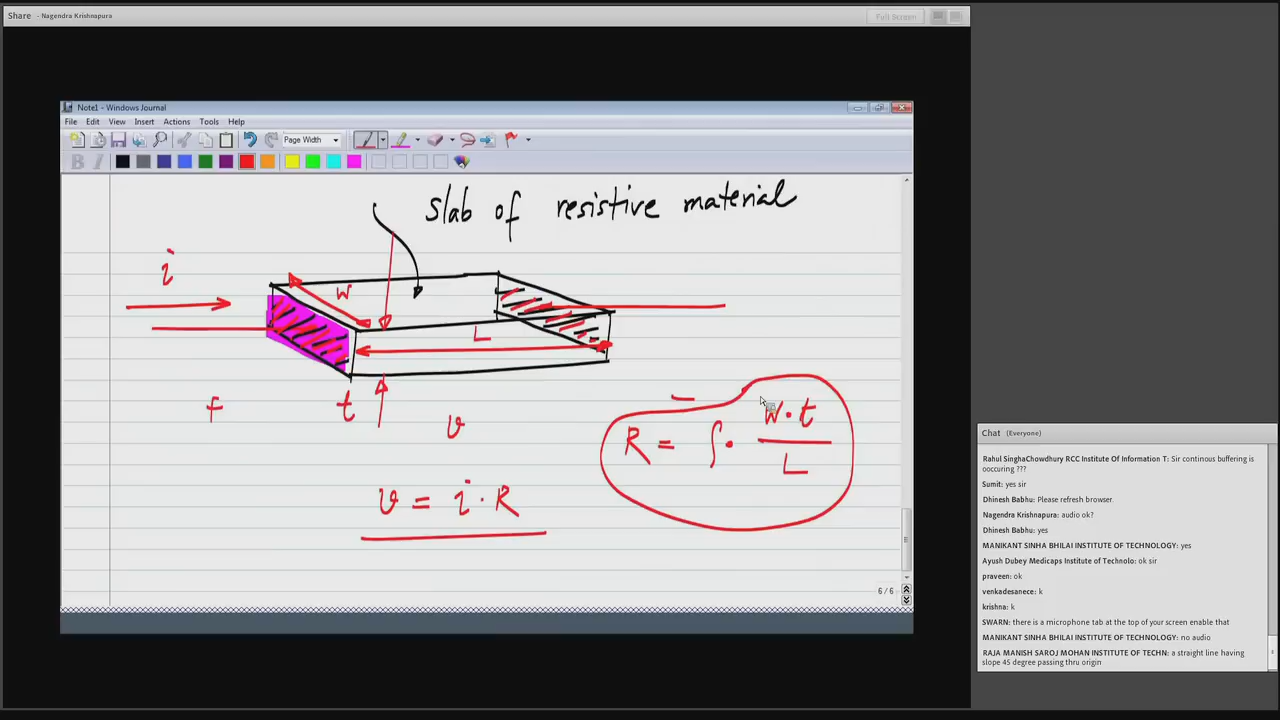 Share - Nagendra Krishnapura
Full Screen
Note1 - Windows Journal
File Edit View Insert Actions Tools Help
Page Width
B I
slab of resistive material
i
W
L
+ t v −
R = ρ · W · t / L
v = i · R
6 / 6
Chat (Everyone)
Rahul SinghaChowdhury RCC Institute Of Information T: Sir continous buffering is
ooccuring ???
Sumit: yes sir
Dhinesh Babhu: Please refresh browser
Nagendra Krishnapura: audio ok?
Dhinesh Babhu: yes
MANIKANT SINHA BHILAI INSTITUTE OF TECHNOLOGY: yes
Ayush Dubey Medicaps Institute of Technolo: ok sir
praveen: ok
venkadesanece: k
krishna: k
SWARN: there is a microphone tab at the top of your screen enable that
MANIKANT SINHA BHILAI INSTITUTE OF TECHNOLOGY: no audio
RAJA MANISH SAROJ MOHAN INSTITUTE OF TECHN: a straight line having
slope 45 degree passing thru origin